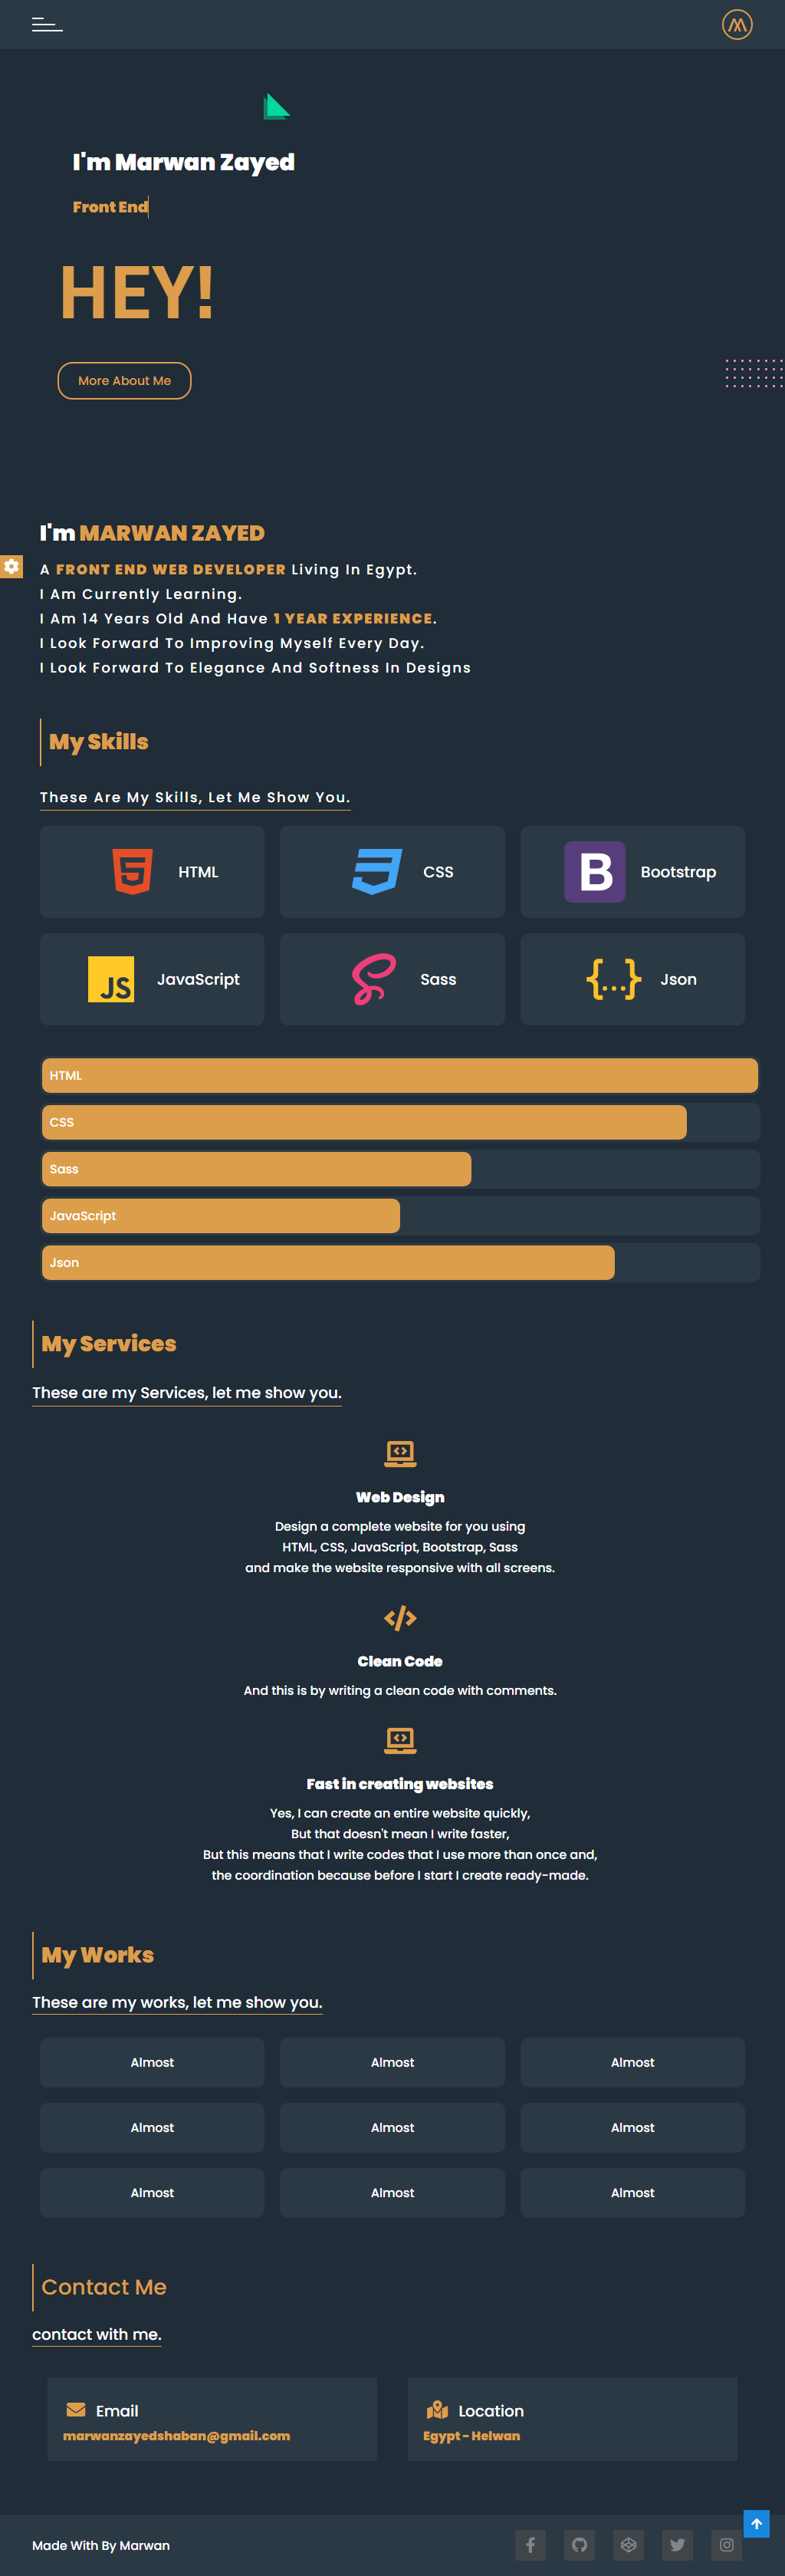 I'm Marwan Zayed
Front End
HEY!
More About Me
I'm MARWAN ZAYED
A FRONT END WEB DEVELOPER Living In Egypt.
I Am Currently Learning.
I Am 14 Years Old And Have 1 YEAR EXPERIENCE.
I Look Forward To Improving Myself Every Day.
I Look Forward To Elegance And Softness In Designs
My Skills
These Are My Skills, Let Me Show You.
HTML
CSS
B Bootstrap
JS JavaScript
Sass
{...} Json
HTML
CSS
Sass
JavaScript
Json
My Services
These are my Services, let me show you.
Web Design
Design a complete website for you using
HTML, CSS, JavaScript, Bootstrap, Sass
and make the website responsive with all screens.
Clean Code
And this is by writing a clean code with comments.
Fast in creating websites
Yes, I can create an entire website quickly,
But that doesn't mean I write faster,
But this means that I write codes that I use more than once and,
the coordination because before I start I create ready-made.
My Works
These are my works, let me show you.
Almost
Almost
Almost
Almost
Almost
Almost
Almost
Almost
Almost
Contact Me
contact with me.
Email
marwanzayedshaban@gmail.com
Location
Egypt - Helwan
Made With By Marwan